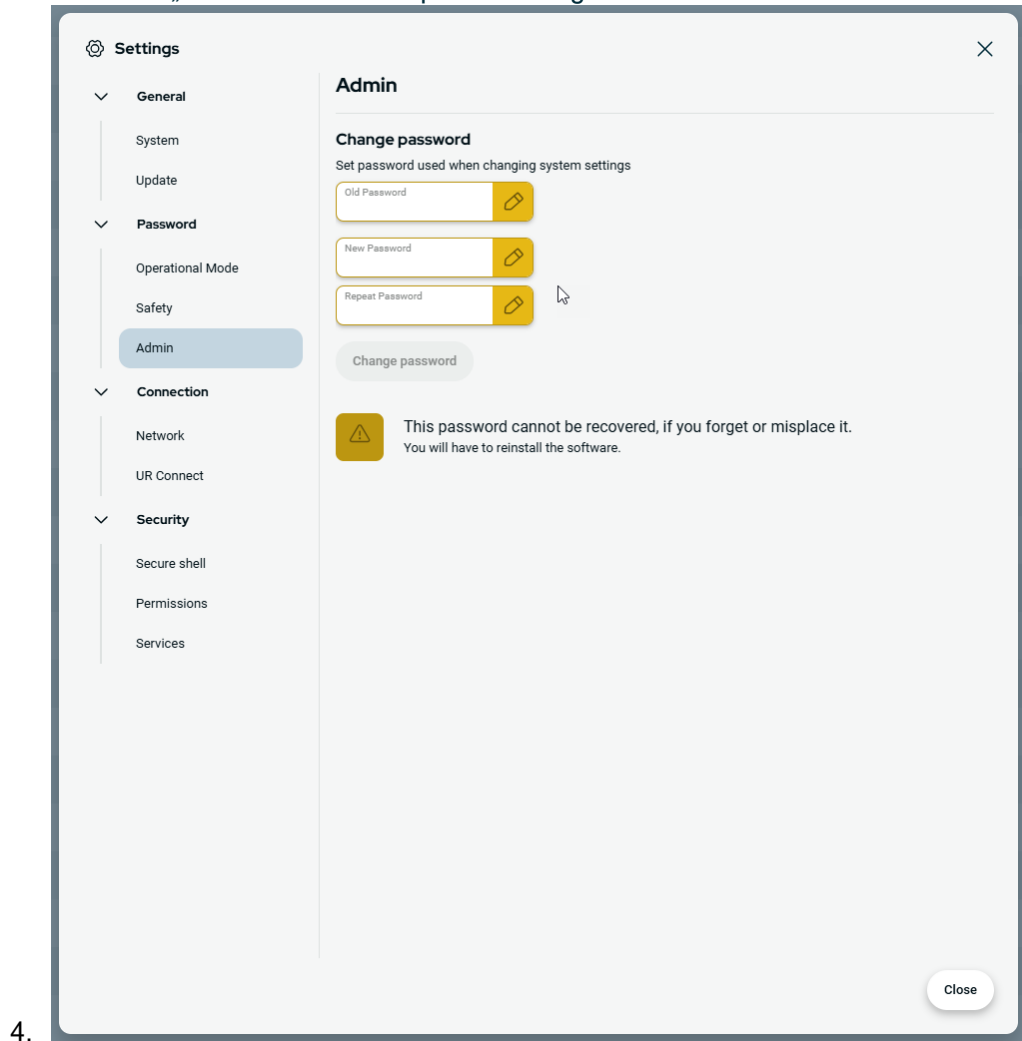 Settings
Admin
General
System
Update
Password
Operational Mode
Safety
Admin
Connection
Network
UR Connect
Security
Secure shell
Permissions
Services
Change password
Set password used when changing system settings
Old Password
New Password
Repeat Password
Change password
This password cannot be recovered, if you forget or misplace it.
You will have to reinstall the software.
Close
4.